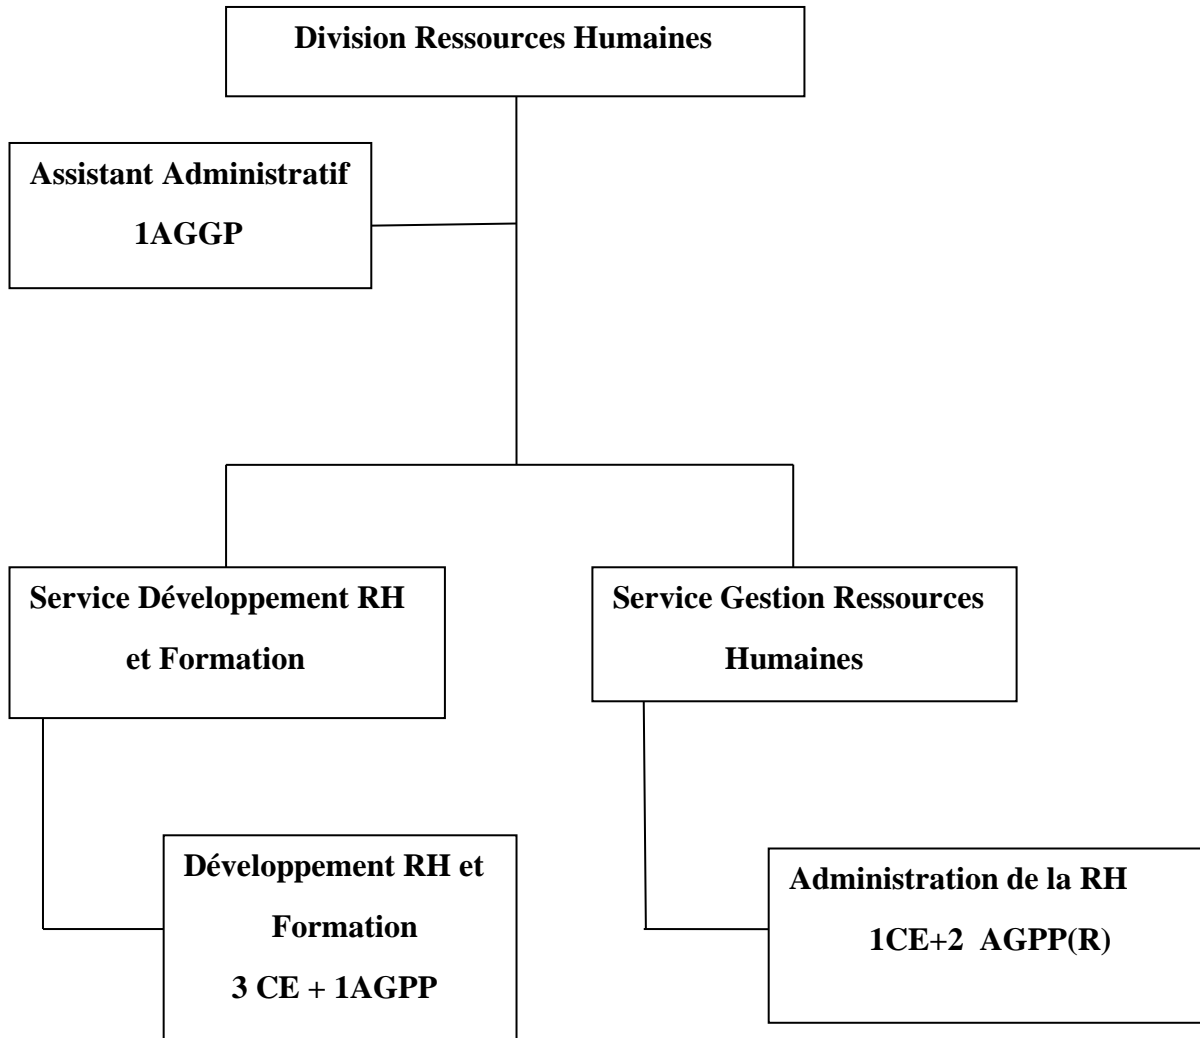 Division Ressources Humaines
Assistant Administratif
1AGGP
Service Développement RH
et Formation
Service Gestion Ressources
Humaines
Développement RH et
Formation
3 CE + 1AGPP
Administration de la RH
1CE+2 AGPP(R)